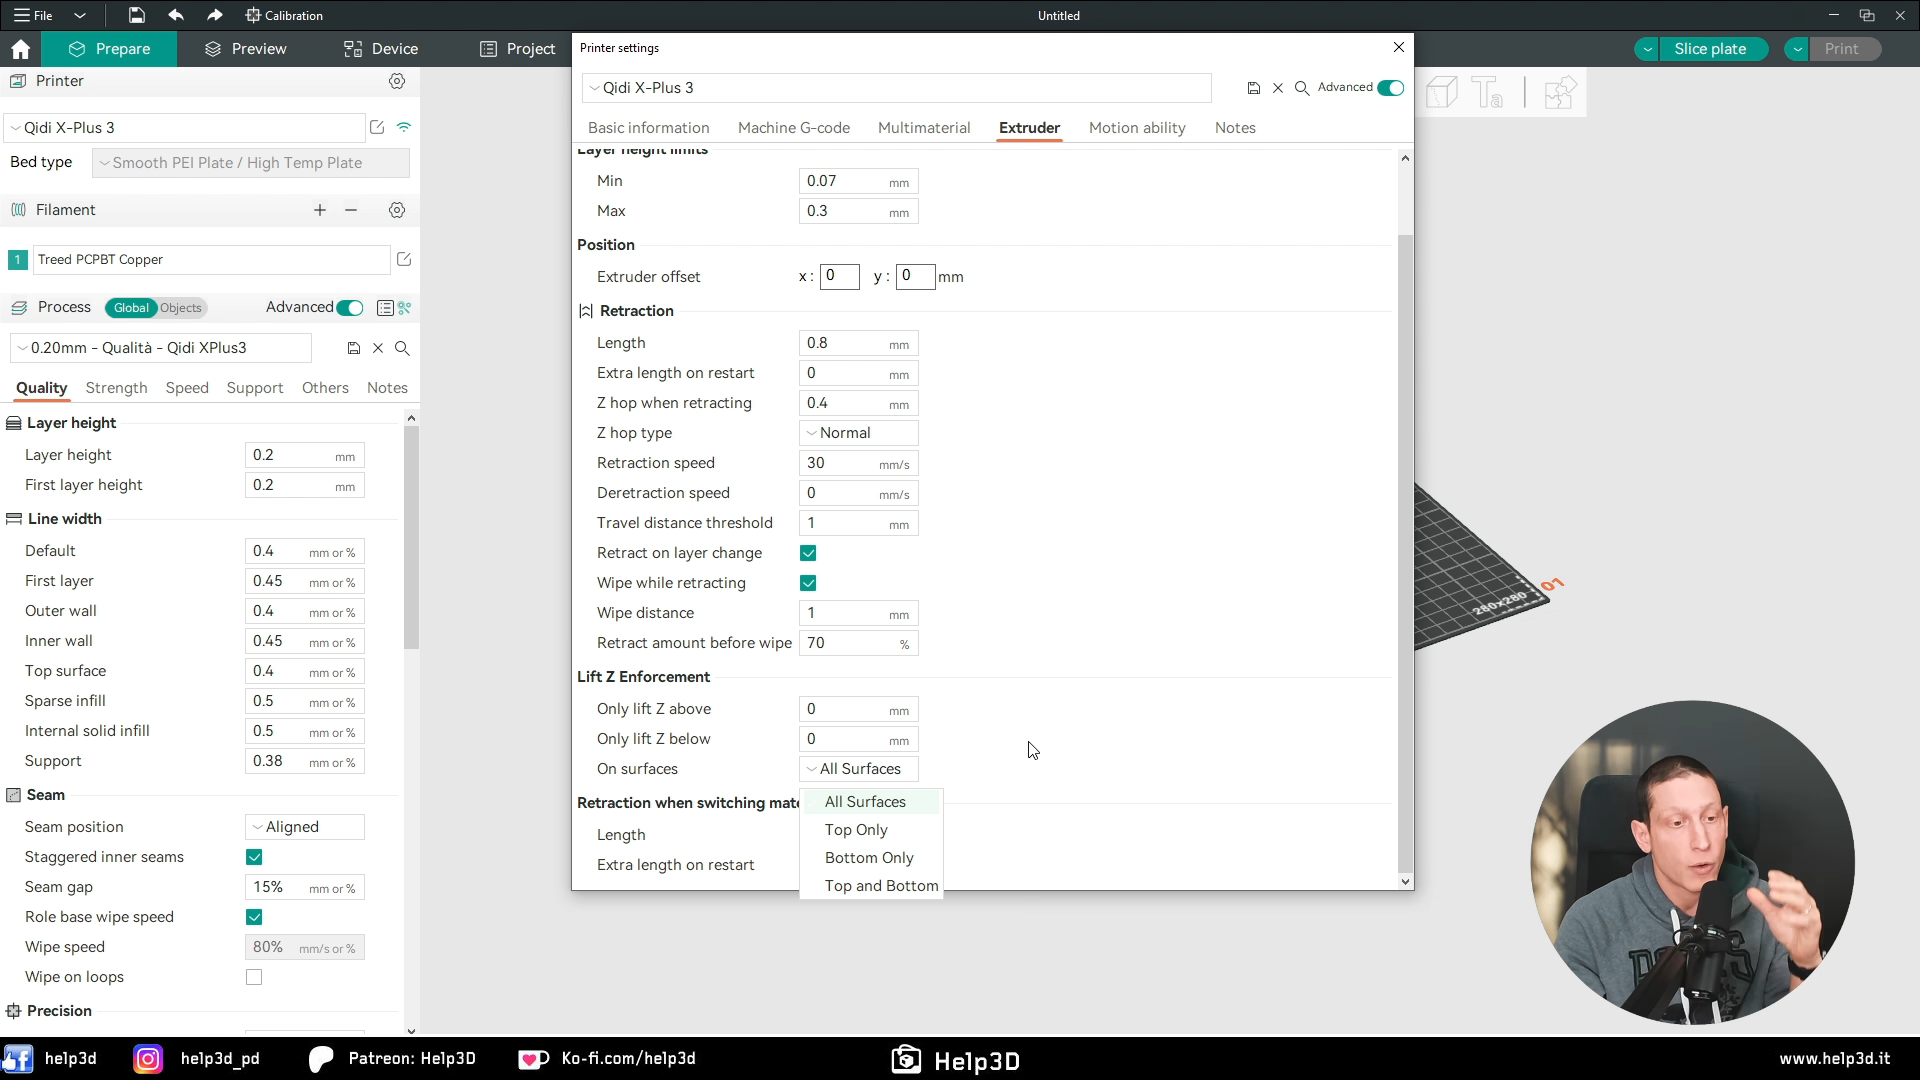 File
Calibration
Untitled
Prepare
Preview
Device
Project
Slice plate
Print
Printer
Qidi X-Plus 3
Bed type
Smooth PEI Plate / High Temp Plate
Filament
1
Treed PCPBT Copper
Process
Global
Objects
Advanced
0.20mm - Qualità - Qidi XPlus3
Quality
Strength
Speed
Support
Others
Notes
Layer height
Layer height 0.2 mm
First layer height 0.2 mm
Line width
Default 0.4 mm or %
First layer 0.45 mm or %
Outer wall 0.4 mm or %
Inner wall 0.45 mm or %
Top surface 0.4 mm or %
Sparse infill 0.5 mm or %
Internal solid infill 0.5 mm or %
Support 0.38 mm or %
Seam
Seam position Aligned
Staggered inner seams
Seam gap 15% mm or %
Role base wipe speed
Wipe speed 80% mm/s or %
Wipe on loops
Precision
Printer settings
Qidi X-Plus 3
Advanced
Basic information
Machine G-code
Multimaterial
Extruder
Motion ability
Notes
Layer height limits
Min 0.07 mm
Max 0.3 mm
Position
Extruder offset x: 0 y: 0 mm
Retraction
Length 0.8 mm
Extra length on restart 0 mm
Z hop when retracting 0.4 mm
Z hop type Normal
Retraction speed 30 mm/s
Deretraction speed 0 mm/s
Travel distance threshold 1 mm
Retract on layer change
Wipe while retracting
Wipe distance 1 mm
Retract amount before wipe 70 %
Lift Z Enforcement
Only lift Z above 0 mm
Only lift Z below 0 mm
On surfaces All Surfaces
Retraction when switching mate
Length
Extra length on restart
All Surfaces
Top Only
Bottom Only
Top and Bottom
Ta
01
280x280
help3d
help3d_pd
Patreon: Help3D
Ko-fi.com/help3d
Help3D
www.help3d.it